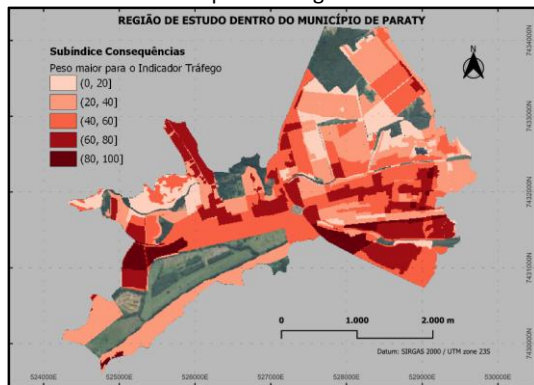 REGIÃO DE ESTUDO DENTRO DO MUNICÍPIO DE PARATY
Subíndice Consequências
Peso maior para o Indicador Tráfego
(0, 20]
(20, 40]
(40, 60]
(60, 80]
(80, 100]
N
7434000N
7433000N
7432000N
7431000N
7430000N
0 1.000 2.000 m
Datum: SIRGAS 2000 / UTM zone 23S
524000E 525000E 526000E 527000E 528000E 529000E 530000E